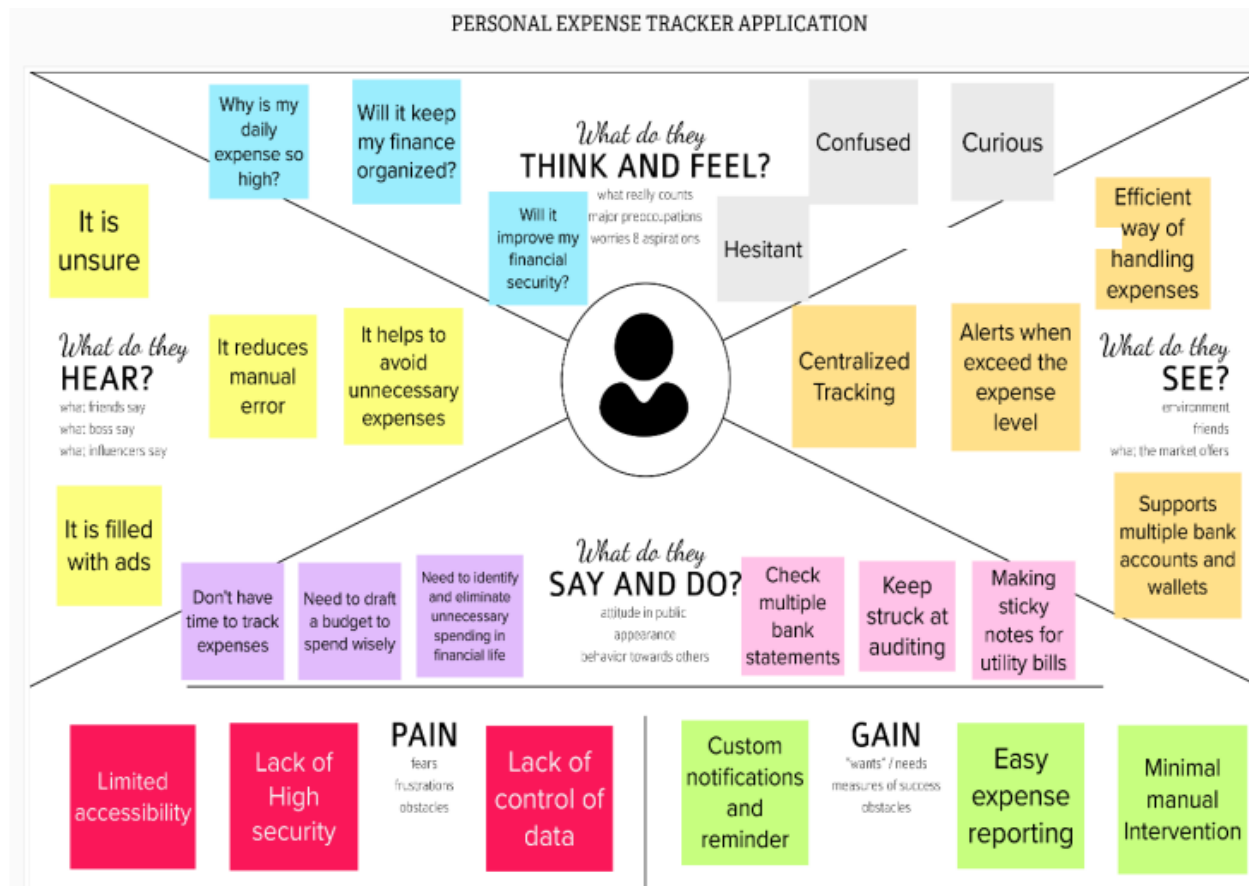 PERSONAL EXPENSE TRACKER APPLICATION
Why is my
daily
expense so
high?
Will it keep
my finance
organized?
What do they
THINK AND FEEL?
what really counts
major preocupations
worries & aspirations
Will it
improve my
financial
security?
Confused
Curious
Hesitant
It is
unsure
What do they
HEAR?
what friends say
what boss say
what influencers say
It reduces
manual
error
It helps to
avoid
unnecessary
expenses
It is filled
with ads
Efficient
way of
handling
expenses
Centralized
Tracking
Alerts when
exceed the
expense
level
What do they
SEE?
environment
friends
what the market offers
Supports
multiple bank
accounts and
wallets
Don't have
time to track
expenses
Need to draft
a budget to
spend wisely
Need to identify
and eliminate
unnecessary
spending in
financial life
What do they
SAY AND DO?
attitude in public
appearance
behavior towards others
Check
multiple
bank
statements
Keep
struck at
auditing
Making
sticky
notes for
utility bills
Limited
accessibility
Lack of
High
security
PAIN
fears
frustrations
obstacles
Lack of
control of
data
Custom
notifications
and
reminder
GAIN
"wants" / needs
measures of success
obstacles
Easy
expense
reporting
Minimal
manual
Intervention